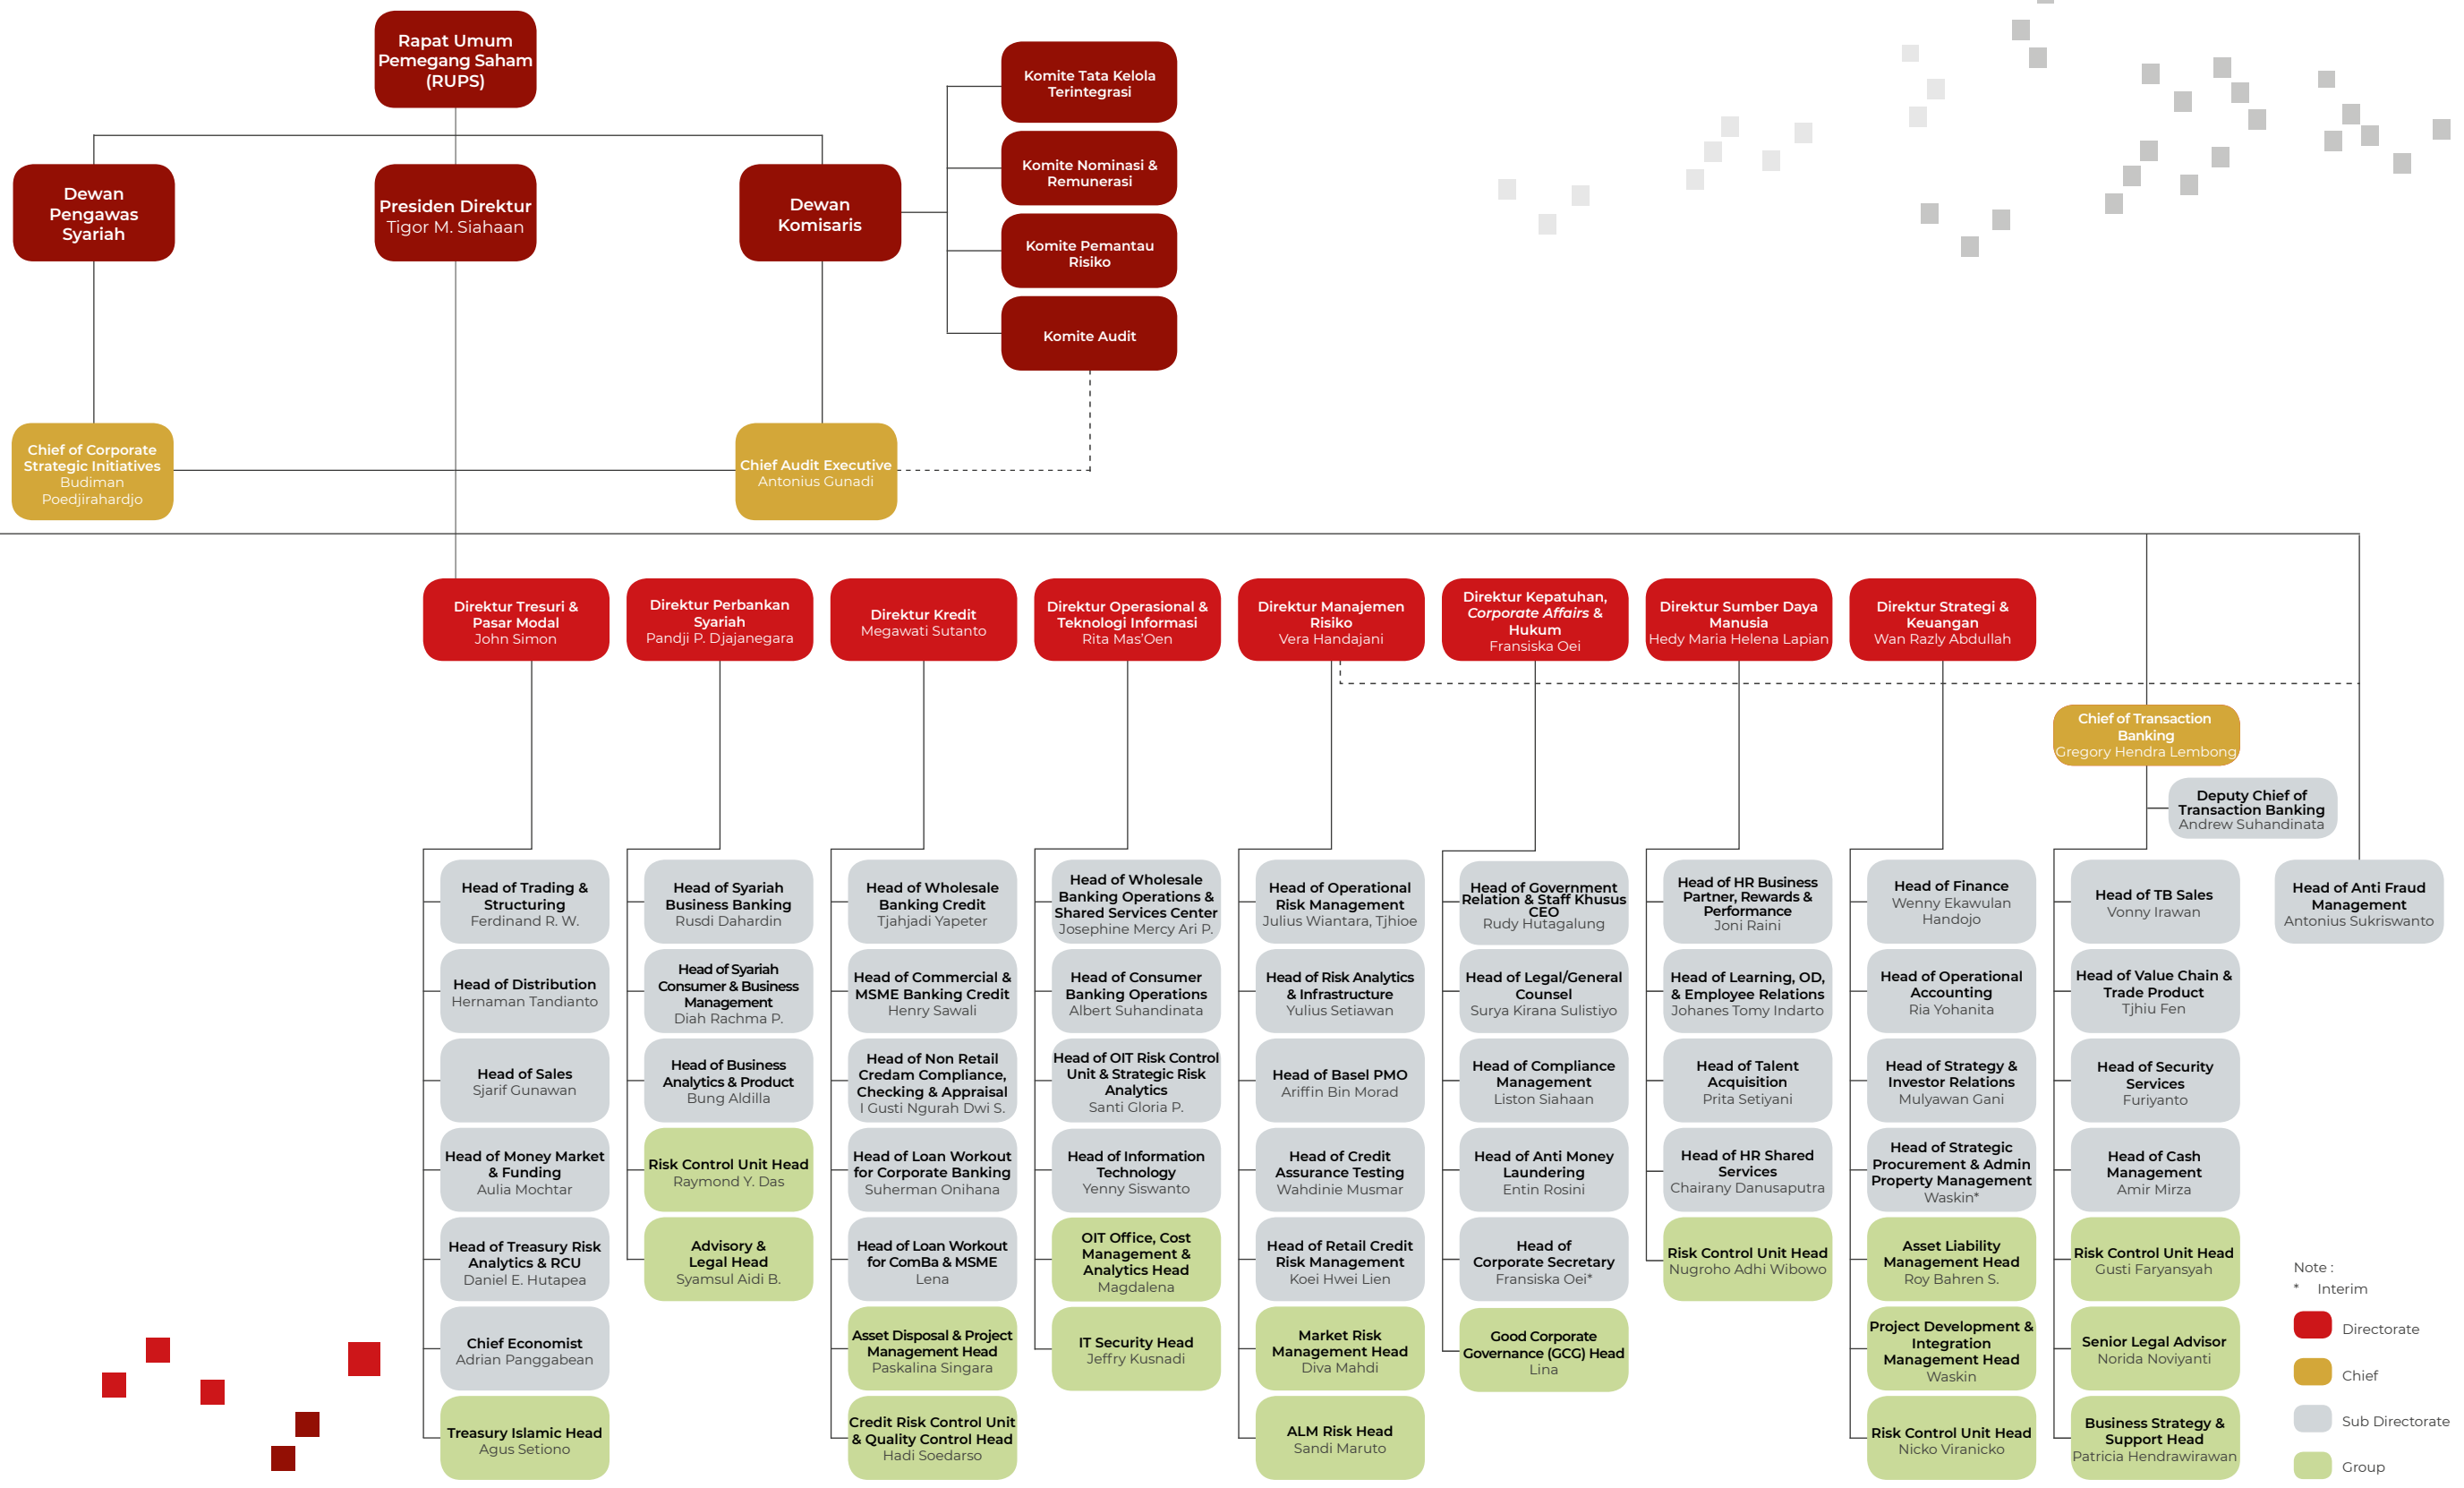 Rapat Umum
Pemegang Saham
(RUPS)
Dewan
Pengawas
Syariah
Presiden Direktur
Tigor M. Siahaan
Dewan
Komisaris
Komite Tata Kelola
Terintegrasi
Komite Nominasi &
Remunerasi
Komite Pemantau
Risiko
Komite Audit
Chief of Corporate
Strategic Initiatives
Budiman
Poedjirahardjo
Chief Audit Executive
Antonius Gunadi
Direktur Tresuri &
Pasar Modal
John Simon
Direktur Perbankan
Syariah
Pandji P. Djajanegara
Direktur Kredit
Megawati Sutanto
Direktur Operasional &
Teknologi Informasi
Rita Mas'Oen
Direktur Manajemen
Risiko
Vera Handajani
Direktur Kepatuhan,
Corporate Affairs &
Hukum
Fransiska Oei
Direktur Sumber Daya
Manusia
Hedy Maria Helena Lapian
Direktur Strategi &
Keuangan
Wan Razly Abdullah
Chief of Transaction
Banking
Gregory Hendra Lembong
Deputy Chief of
Transaction Banking
Andrew Suhandinata
Head of Trading &
Structuring
Ferdinand R. W.
Head of Distribution
Hernaman Tandianto
Head of Sales
Sjarif Gunawan
Head of Money Market
& Funding
Aulia Mochtar
Head of Treasury Risk
Analytics & RCU
Daniel E. Hutapea
Chief Economist
Adrian Panggabean
Treasury Islamic Head
Agus Setiono
Head of Syariah
Business Banking
Rusdi Dahardin
Head of Syariah
Consumer & Business
Management
Diah Rachma P.
Head of Business
Analytics & Product
Bung Aldilla
Risk Control Unit Head
Raymond Y. Das
Advisory &
Legal Head
Syamsul Aidi B.
Head of Wholesale
Banking Credit
Tjahjadi Yapeter
Head of Commercial &
MSME Banking Credit
Henry Sawali
Head of Non Retail
Credam Compliance,
Checking & Appraisal
I Gusti Ngurah Dwi S.
Head of Loan Workout
for Corporate Banking
Suherman Onihana
Head of Loan Workout
for ComBa & MSME
Lena
Asset Disposal & Project
Management Head
Paskalina Singara
Credit Risk Control Unit
& Quality Control Head
Hadi Soedarso
Head of Wholesale
Banking Operations &
Shared Services Center
Josephine Mercy Ari P.
Head of Consumer
Banking Operations
Albert Suhandinata
Head of OIT Risk Control
Unit & Strategic Risk
Analytics
Santi Gloria P.
Head of Information
Technology
Yenny Siswanto
OIT Office, Cost
Management &
Analytics Head
Magdalena
IT Security Head
Jeffry Kusnadi
Head of Operational
Risk Management
Julius Wiantara, Tjhioe
Head of Risk Analytics
& Infrastructure
Yulius Setiawan
Head of Basel PMO
Ariffin Bin Morad
Head of Credit
Assurance Testing
Wahdinie Musmar
Head of Retail Credit
Risk Management
Koei Hwei Lien
Market Risk
Management Head
Diva Mahdi
ALM Risk Head
Sandi Maruto
Head of Government
Relation & Staff Khusus
CEO
Rudy Hutagalung
Head of Legal/General
Counsel
Surya Kirana Sulistiyo
Head of Compliance
Management
Liston Siahaan
Head of Anti Money
Laundering
Entin Rosini
Head of
Corporate Secretary
Fransiska Oei*
Good Corporate
Governance (GCG) Head
Lina
Head of HR Business
Partner, Rewards &
Performance
Joni Raini
Head of Learning, OD,
& Employee Relations
Johanes Tomy Indarto
Head of Talent
Acquisition
Prita Setiyani
Head of HR Shared
Services
Chairany Danusaputra
Risk Control Unit Head
Nugroho Adhi Wibowo
Head of Finance
Wenny Ekawulan
Handojo
Head of Operational
Accounting
Ria Yohanita
Head of Strategy &
Investor Relations
Mulyawan Gani
Head of Strategic
Procurement & Admin
Property Management
Waskin*
Asset Liability
Management Head
Roy Bahren S.
Project Development &
Integration
Management Head
Waskin
Risk Control Unit Head
Nicko Viranicko
Head of TB Sales
Vonny Irawan
Head of Value Chain &
Trade Product
Tjhiu Fen
Head of Security
Services
Furiyanto
Head of Cash
Management
Amir Mirza
Risk Control Unit Head
Gusti Faryansyah
Senior Legal Advisor
Norida Noviyanti
Business Strategy &
Support Head
Patricia Hendrawirawan
Head of Anti Fraud
Management
Antonius Sukriswanto
Note :
* Interim
Directorate
Chief
Sub Directorate
Group